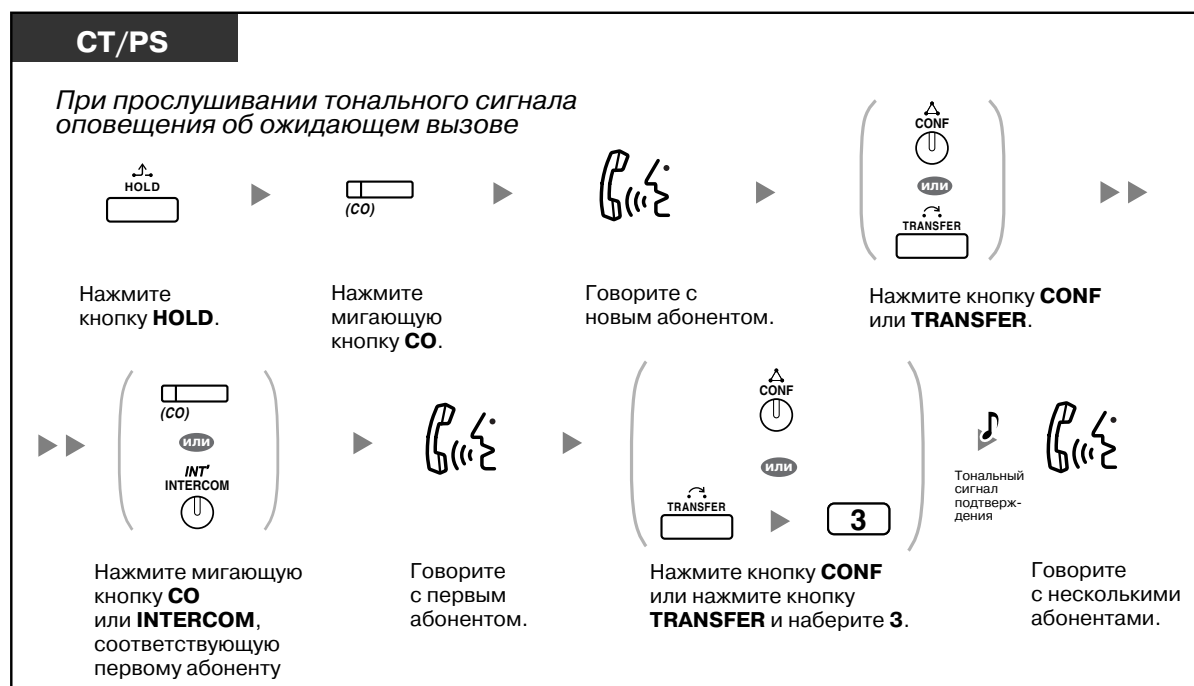 CT/PS
При прослушивании тонального сигнала
оповещения об ожидающем вызове
HOLD
(CO)
CONF
или
TRANSFER
Нажмите
кнопку HOLD.
Нажмите
мигающую
кнопку CO.
Говорите с
новым абонентом.
Нажмите кнопку CONF
или TRANSFER.
(CO)
или
INT'
INTERCOM
CONF
или
TRANSFER
3
Тональный
сигнал
подтверж-
дения
Нажмите мигающую
кнопку CO
или INTERCOM,
соответствующую
первому абоненту
Говорите
с первым
абонентом.
Нажмите кнопку CONF
или нажмите кнопку
TRANSFER и наберите 3.
Говорите
с несколькими
абонентами.